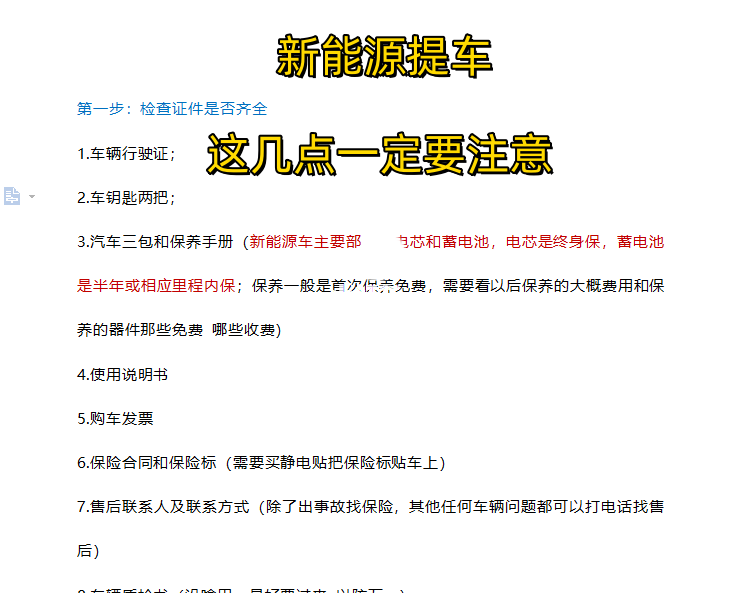 新能源提车
第一步：检查证件是否齐全
这几点一定要注意
1.车辆行驶证；
2.车钥匙两把；
3.汽车三包和保养手册（新能源车主要部 电芯和蓄电池，电芯是终身保，蓄电池
是半年或相应里程内保；保养一般是首次保养免费，需要看以后保养的大概费用和保
养的器件那些免费 哪些收费)
4.使用说明书
5.购车发票
6.保险合同和保险标（需要买静电贴把保险标贴车上）
7.售后联系人及联系方式（除了出事故找保险，其他任何车辆问题都可以打电话找售
后）